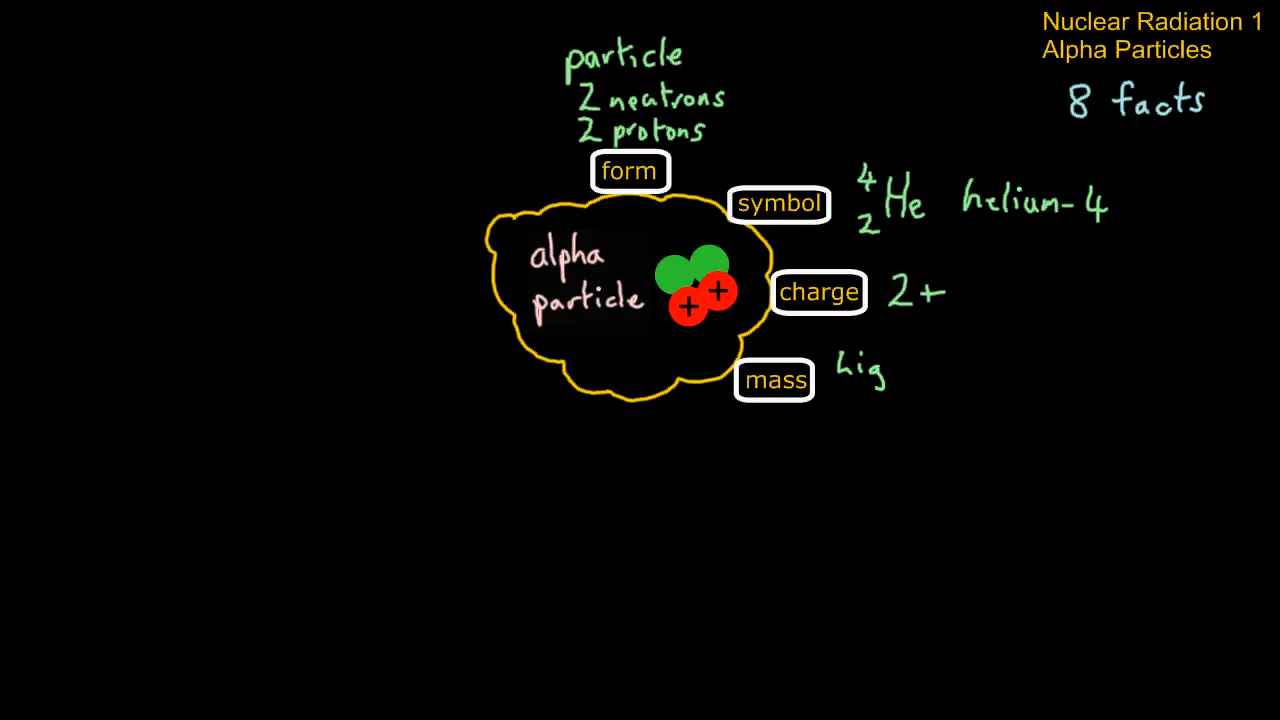 Nuclear Radiation 1
Alpha Particles
8 facts
particle
2 neutrons
2 protons
form
symbol
4
2 He helium-4
alpha
particle
+ +
charge 2+
mass hig